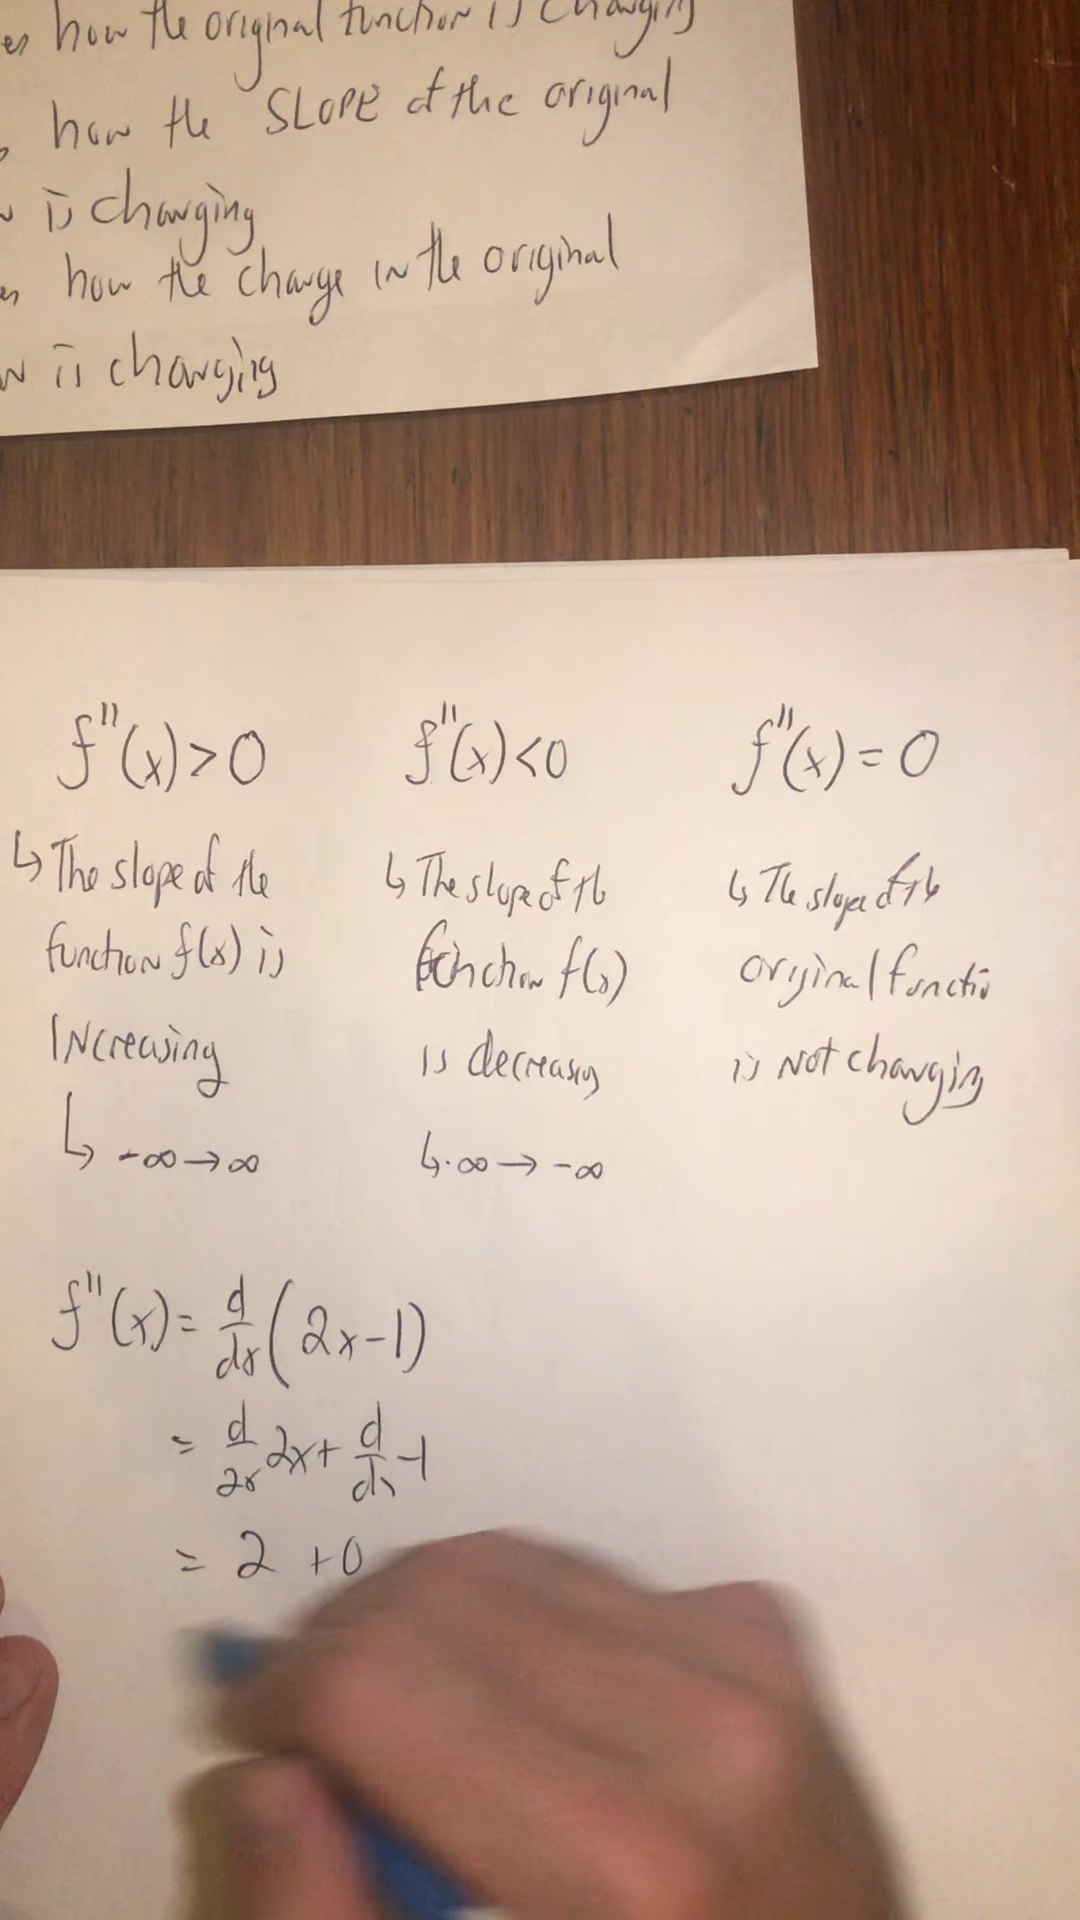 how the original function is changing
how the SLOPE of the original
is changing
how the change in the original
is changing
f''(x)>0
↳ The slope of the
function f(x) is
INcreasing
↳ -∞→∞
f''(x)<0
↳ The slope of the
function f(x)
is decreasing
↳ ∞→ -∞
f''(x)=0
↳ The slope of the
original functio
is Not changing
f''(x)= d/dx (2x-1)
= d/dx 2x+ d/dx -1
= 2 +0